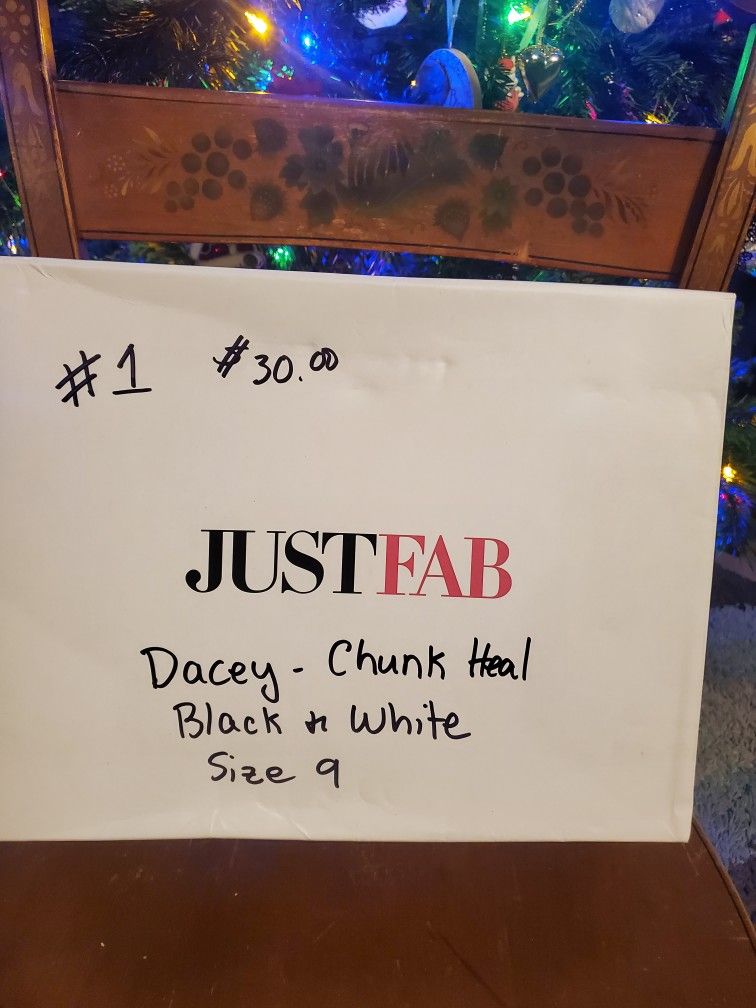 #1 $30.00
JUSTFAB
Dacey - Chunk Heal
Black n White
Size 9